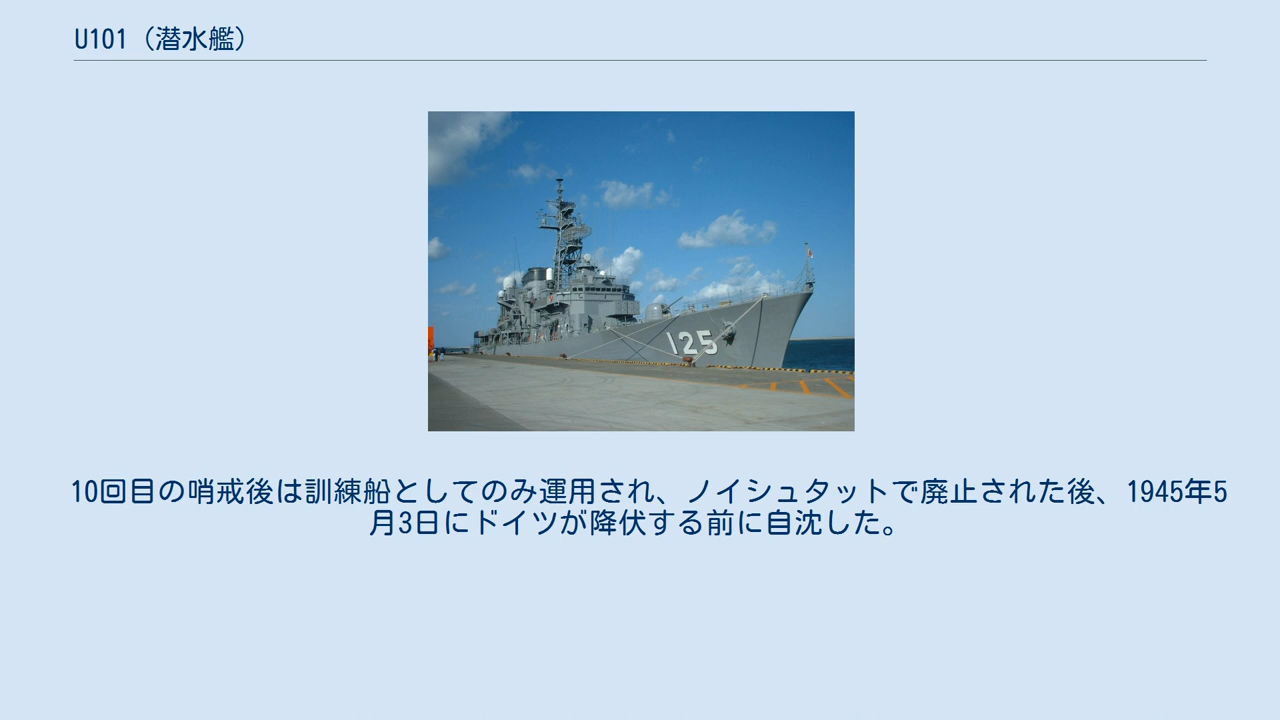 U101（潜水艦）
125
10回目の哨戒後は訓練船としてのみ運用され、ノイシュタットで廃止された後、1945年5
月3日にドイツが降伏する前に自沈した。